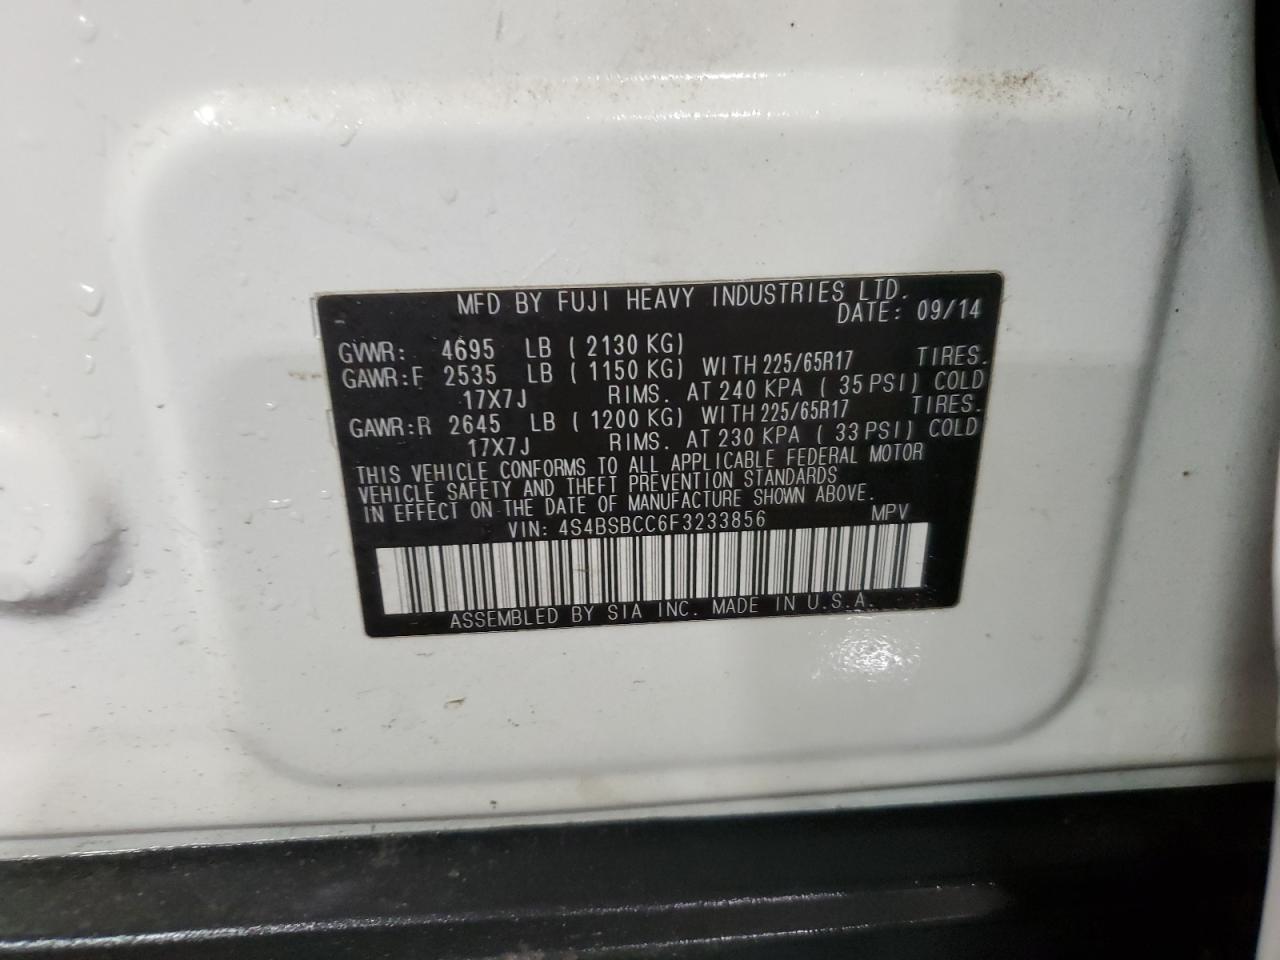 MFD BY FUJI HEAVY INDUSTRIES LTD.
DATE: 09/14
GVWR: 4695 LB ( 2130 KG)
GAWR:F 2535 LB ( 1150 KG) WITH 225/65R17 TIRES.
17X7J RIMS. AT 240 KPA ( 35 PSI) COLD
GAWR:R 2645 LB ( 1200 KG) WITH 225/65R17 TIRES.
17X7J RIMS. AT 230 KPA ( 33 PSI) COLD
THIS VEHICLE CONFORMS TO ALL APPLICABLE FEDERAL MOTOR
VEHICLE SAFETY AND THEFT PREVENTION STANDARDS
IN EFFECT ON THE DATE OF MANUFACTURE SHOWN ABOVE.
VIN: 4S4BSBCC6F3233856 MPV
ASSEMBLED BY SIA INC. MADE IN U.S.A.